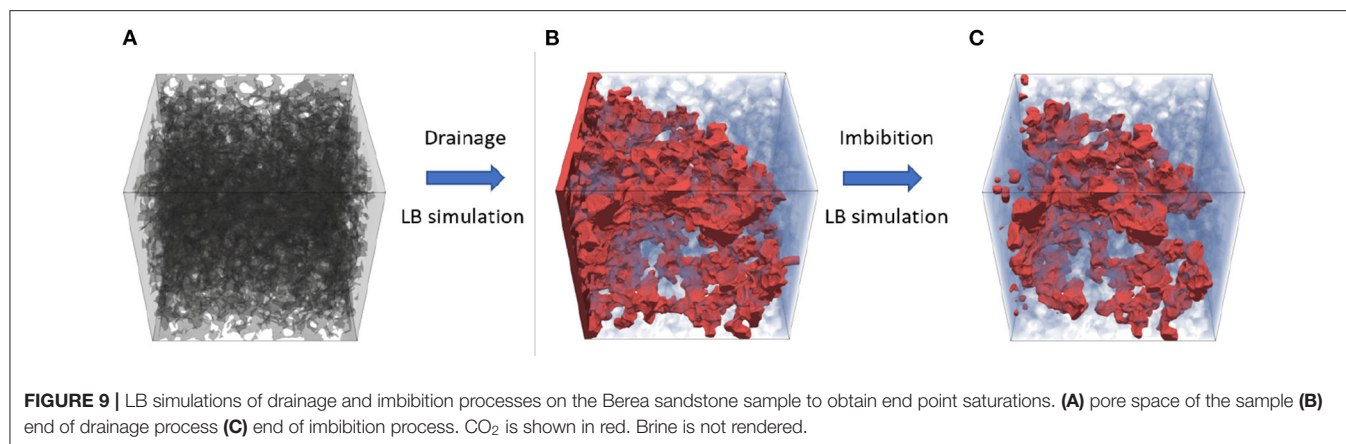 A
B
C
Drainage
LB simulation
Imbibition
LB simulation
FIGURE 9 | LB simulations of drainage and imbibition processes on the Berea sandstone sample to obtain end point saturations. (A) pore space of the sample (B)
end of drainage process (C) end of imbibition process. CO₂ is shown in red. Brine is not rendered.